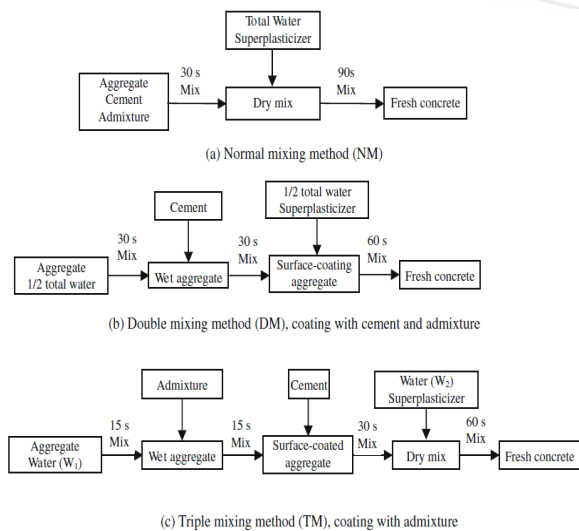 Total Water
Superplasticizer
30 s
Mix
90s
Mix
Aggregate
Cement
Admixture
Dry mix
Fresh concrete
(a) Normal mixing method (NM)
Cement
1/2 total water
Superplasticizer
30 s
Mix
30 s
Mix
60 s
Mix
Aggregate
1/2 total water
Wet aggregate
Surface-coating
aggregate
Fresh concrete
(b) Double mixing method (DM), coating with cement and admixture
Admixture
Cement
Water (W2)
Superplasticizer
15 s
Mix
15 s
Mix
30 s
Mix
60 s
Mix
Aggregate
Water (W1)
Wet aggregate
Surface-coated
aggregate
Dry mix
Fresh concrete
(c) Triple mixing method (TM), coating with admixture